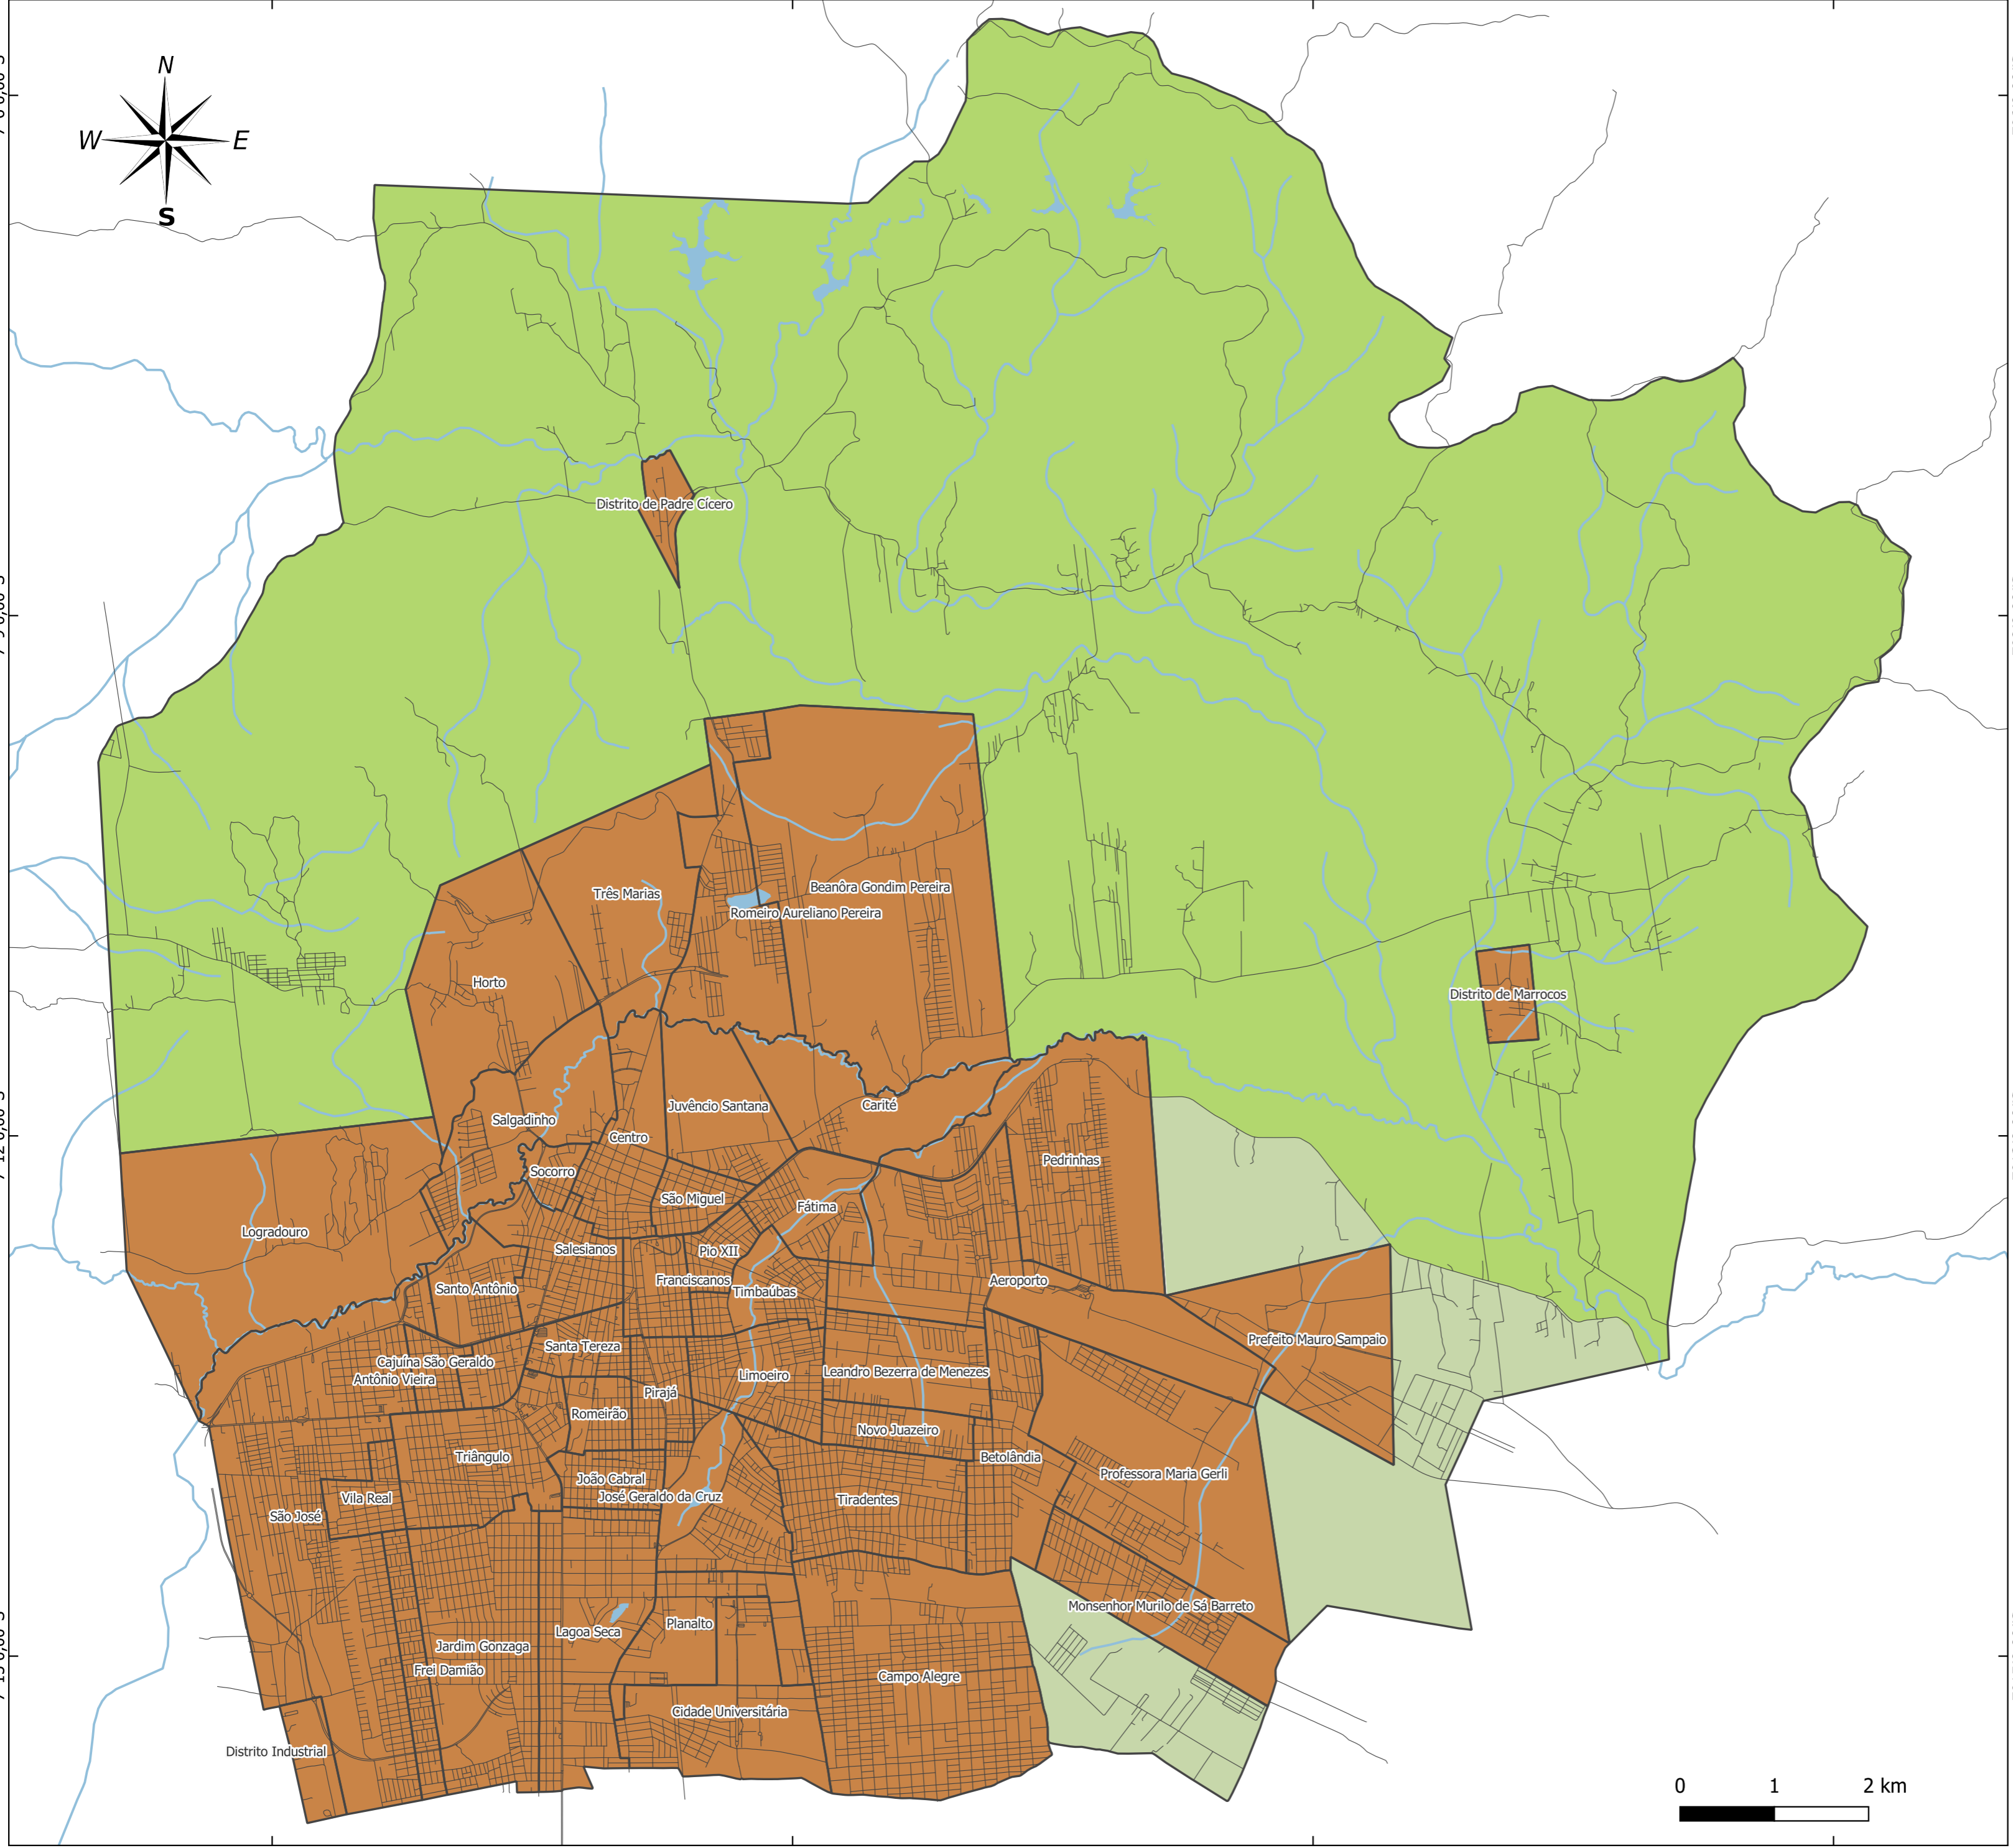 N
W
E
S
Distrito de Padre Cícero
Três Marias
Beanôra Gondim Pereira
Romeiro Aureliano Pereira
Horto
Distrito de Marrocos
Salgadinho
Juvêncio Santana
Carité
Centro
Pedrinhas
Socorro
São Miguel
Fátima
Logradouro
Salesianos
Pio XII
Santo Antônio
Franciscanos
Timbaúbas
Aeroporto
Prefeito Mauro Sampaio
Santa Tereza
Cajuína São Geraldo
Antônio Vieira
Limoeiro
Leandro Bezerra de Menezes
Pirajá
Romeirão
Novo Juazeiro
Triângulo
Betolândia
Professora Maria Gerli
João Cabral
José Geraldo da Cruz
Vila Real
Tiradentes
São José
Monsenhor Murilo de Sá Barreto
Planalto
Lagoa Seca
Jardim Gonzaga
Frei Damião
Campo Alegre
Cidade Universitária
Distrito Industrial
0 1 2 km